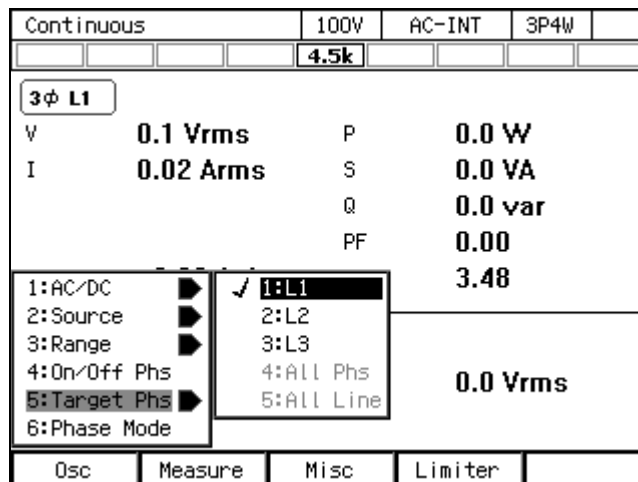 Continuous 100V AC-INT 3P4W
4.5k
3φ L1
V 0.1 Vrms P 0.0 W
I 0.02 Arms S 0.0 VA
Q 0.0 var
PF 0.00
3.48
1:AC/DC
2:Source
3:Range
4:On/Off Phs
5:Target Phs
6:Phase Mode
1:L1
2:L2
3:L3
4:All Phs
5:All Line
0.0 Vrms
Osc Measure Misc Limiter